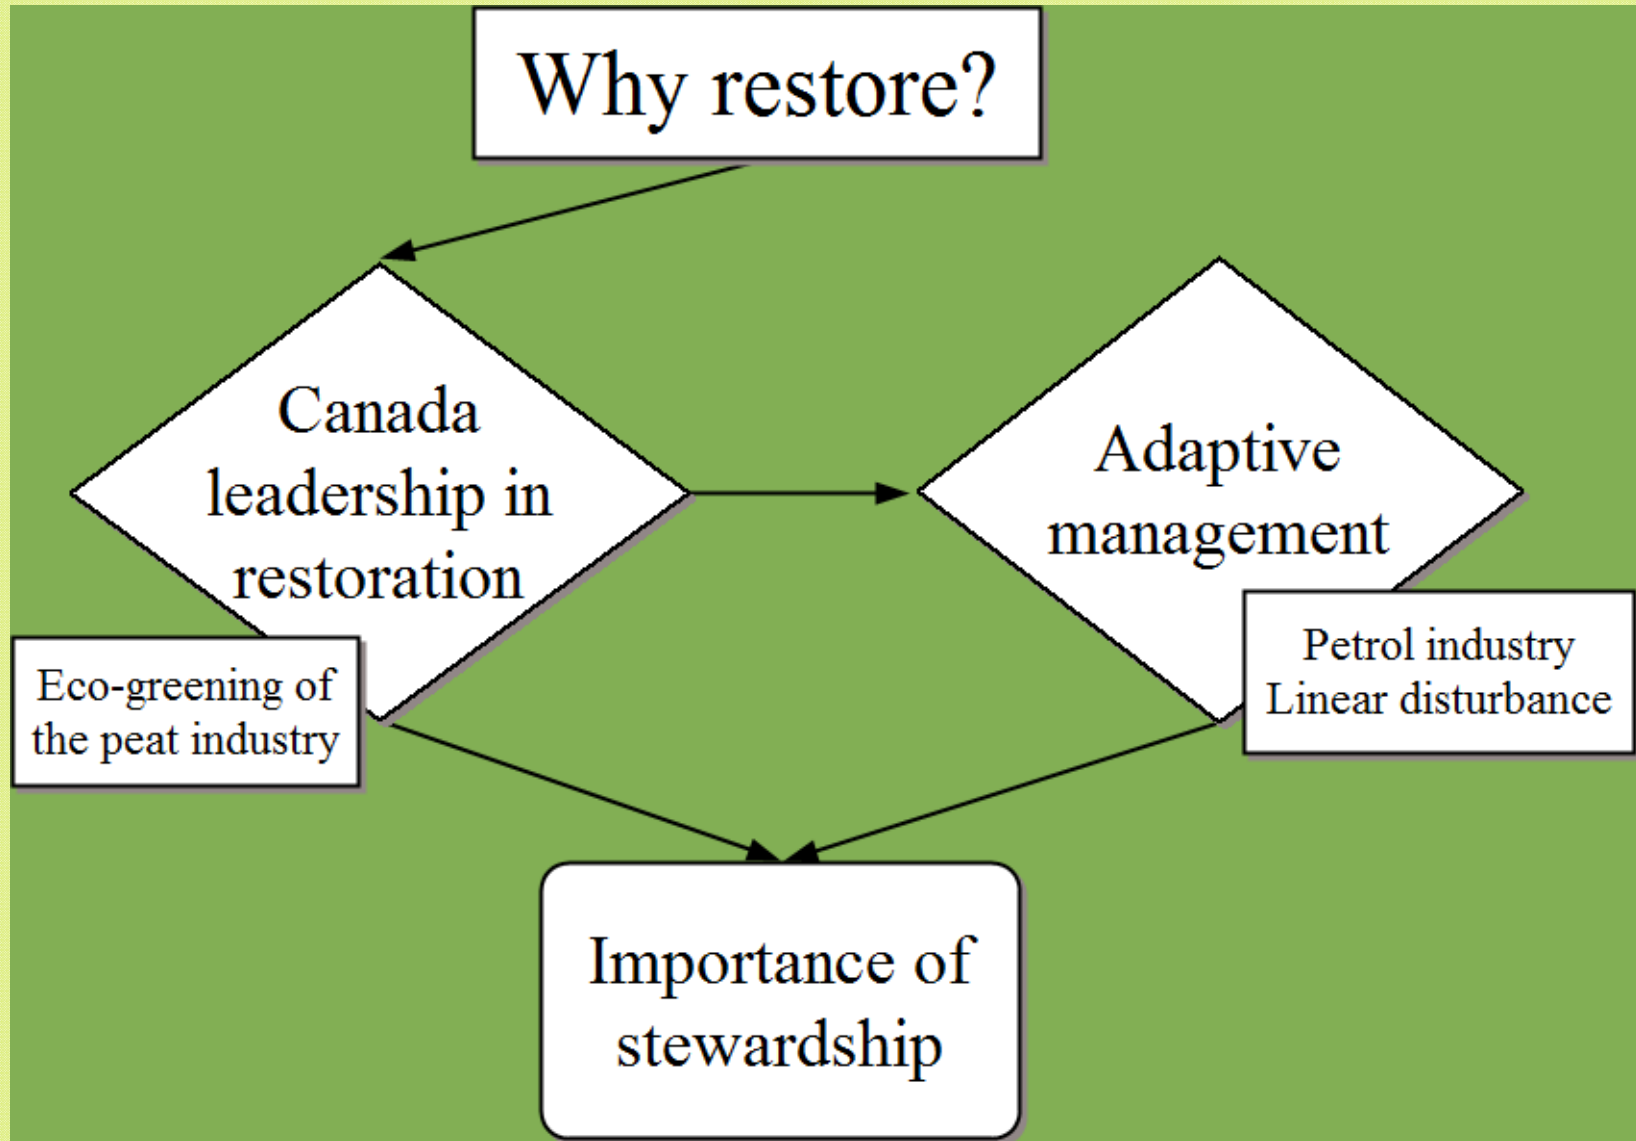 Why restore?
Canada
leadership in
restoration
Adaptive
management
Eco-greening of
the peat industry
Petrol industry
Linear disturbance
Importance of
stewardship